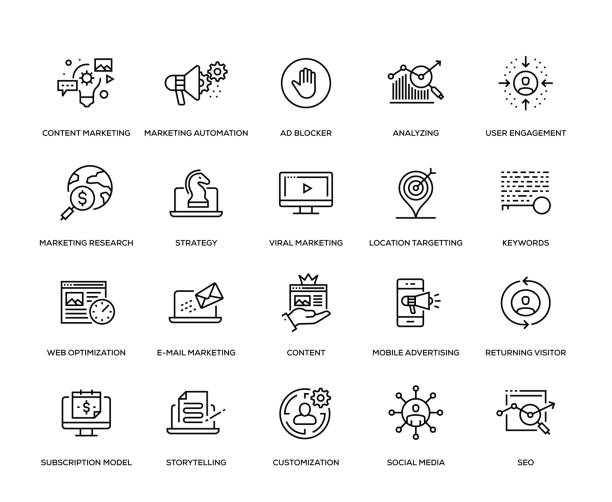 CONTENT MARKETING
MARKETING AUTOMATION
AD BLOCKER
ANALYZING
USER ENGAGEMENT
$
MARKETING RESEARCH
STRATEGY
VIRAL MARKETING
LOCATION TARGETTING
KEYWORDS
WEB OPTIMIZATION
E-MAIL MARKETING
CONTENT
MOBILE ADVERTISING
RETURNING VISITOR
$
SUBSCRIPTION MODEL
STORYTELLING
CUSTOMIZATION
SOCIAL MEDIA
SEO